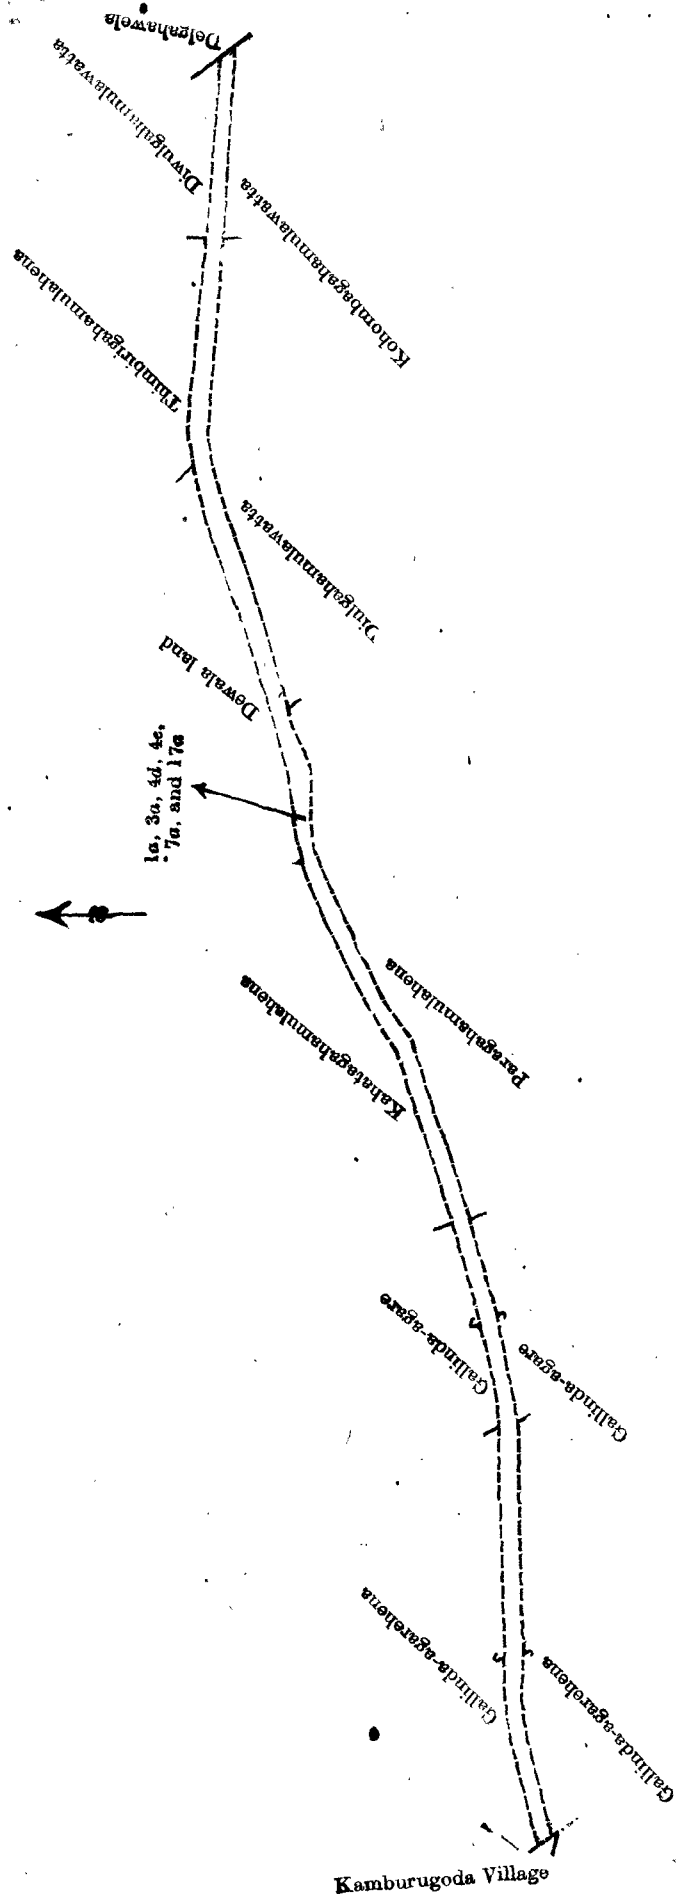 Delgahawela
Diwulgahamulawatta
Kohombagahamulawatta
Thimbirigahamulahena
Diulgahamulawatta
Dewala land
1a, 3a, 4d, 4e,
7a, and 17a
Paragahamulahena
Kahatagahamulahena
Gallinda-agare
Gallinda-agare
Gallinda-agarehena
Gallinda-agarehena
Kamburugoda Village